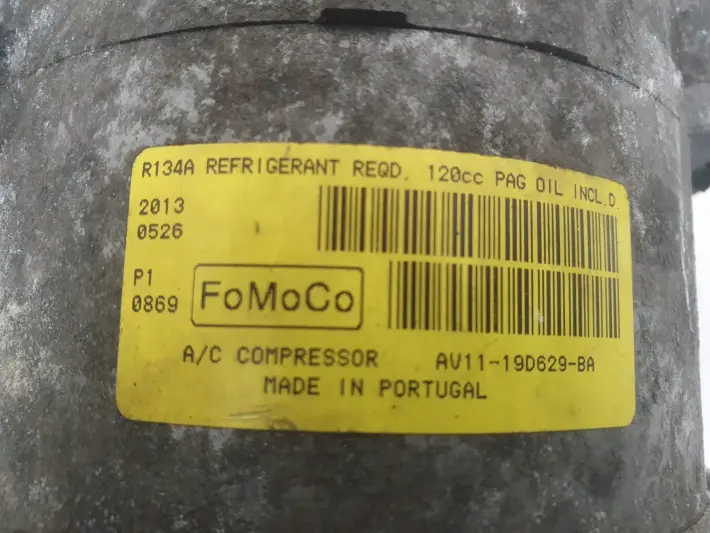 R134A REFRIGERANT REQD. 120cc PAG OIL INCL.D.
2013
0526
P1
0869
FoMoCo
A/C COMPRESSOR AV11-19D629-BA
MADE IN PORTUGAL